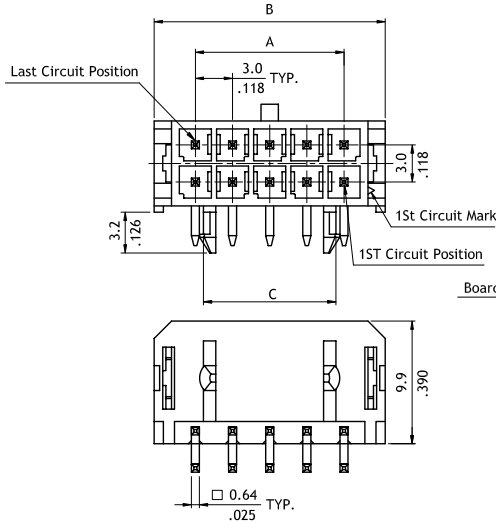 B
A
Last Circuit Position
3.0
.118
TYP.
3.0
.118
3.2
.126
1St Circuit Mark
1ST Circuit Position
Board
C
9.9
.390
□ 0.64
.025
TYP.